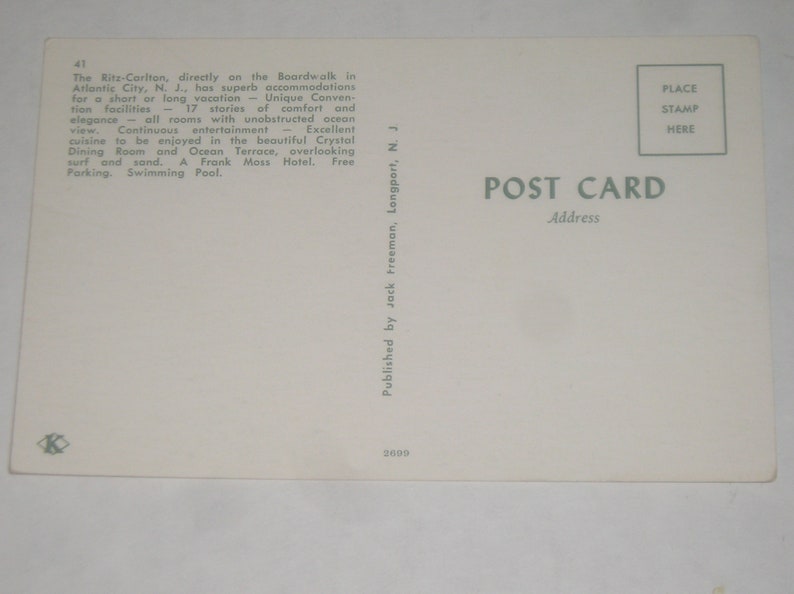 41
The Ritz-Carlton, directly on the Boardwalk in
Atlantic City, N. J., has superb accommodations
for a short or long vacation — Unique Conven-
tion facilities — 17 stories of comfort and
elegance — all rooms with unobstructed ocean
view. Continuous entertainment — Excellent
cuisine to be enjoyed in the beautiful Crystal
Dining Room and Ocean Terrace, overlooking
surf and sand. A Frank Moss Hotel. Free
Parking. Swimming Pool.
K
Published by Jack Freeman, Longport, N. J.
2699
PLACE
STAMP
HERE
POST CARD
Address